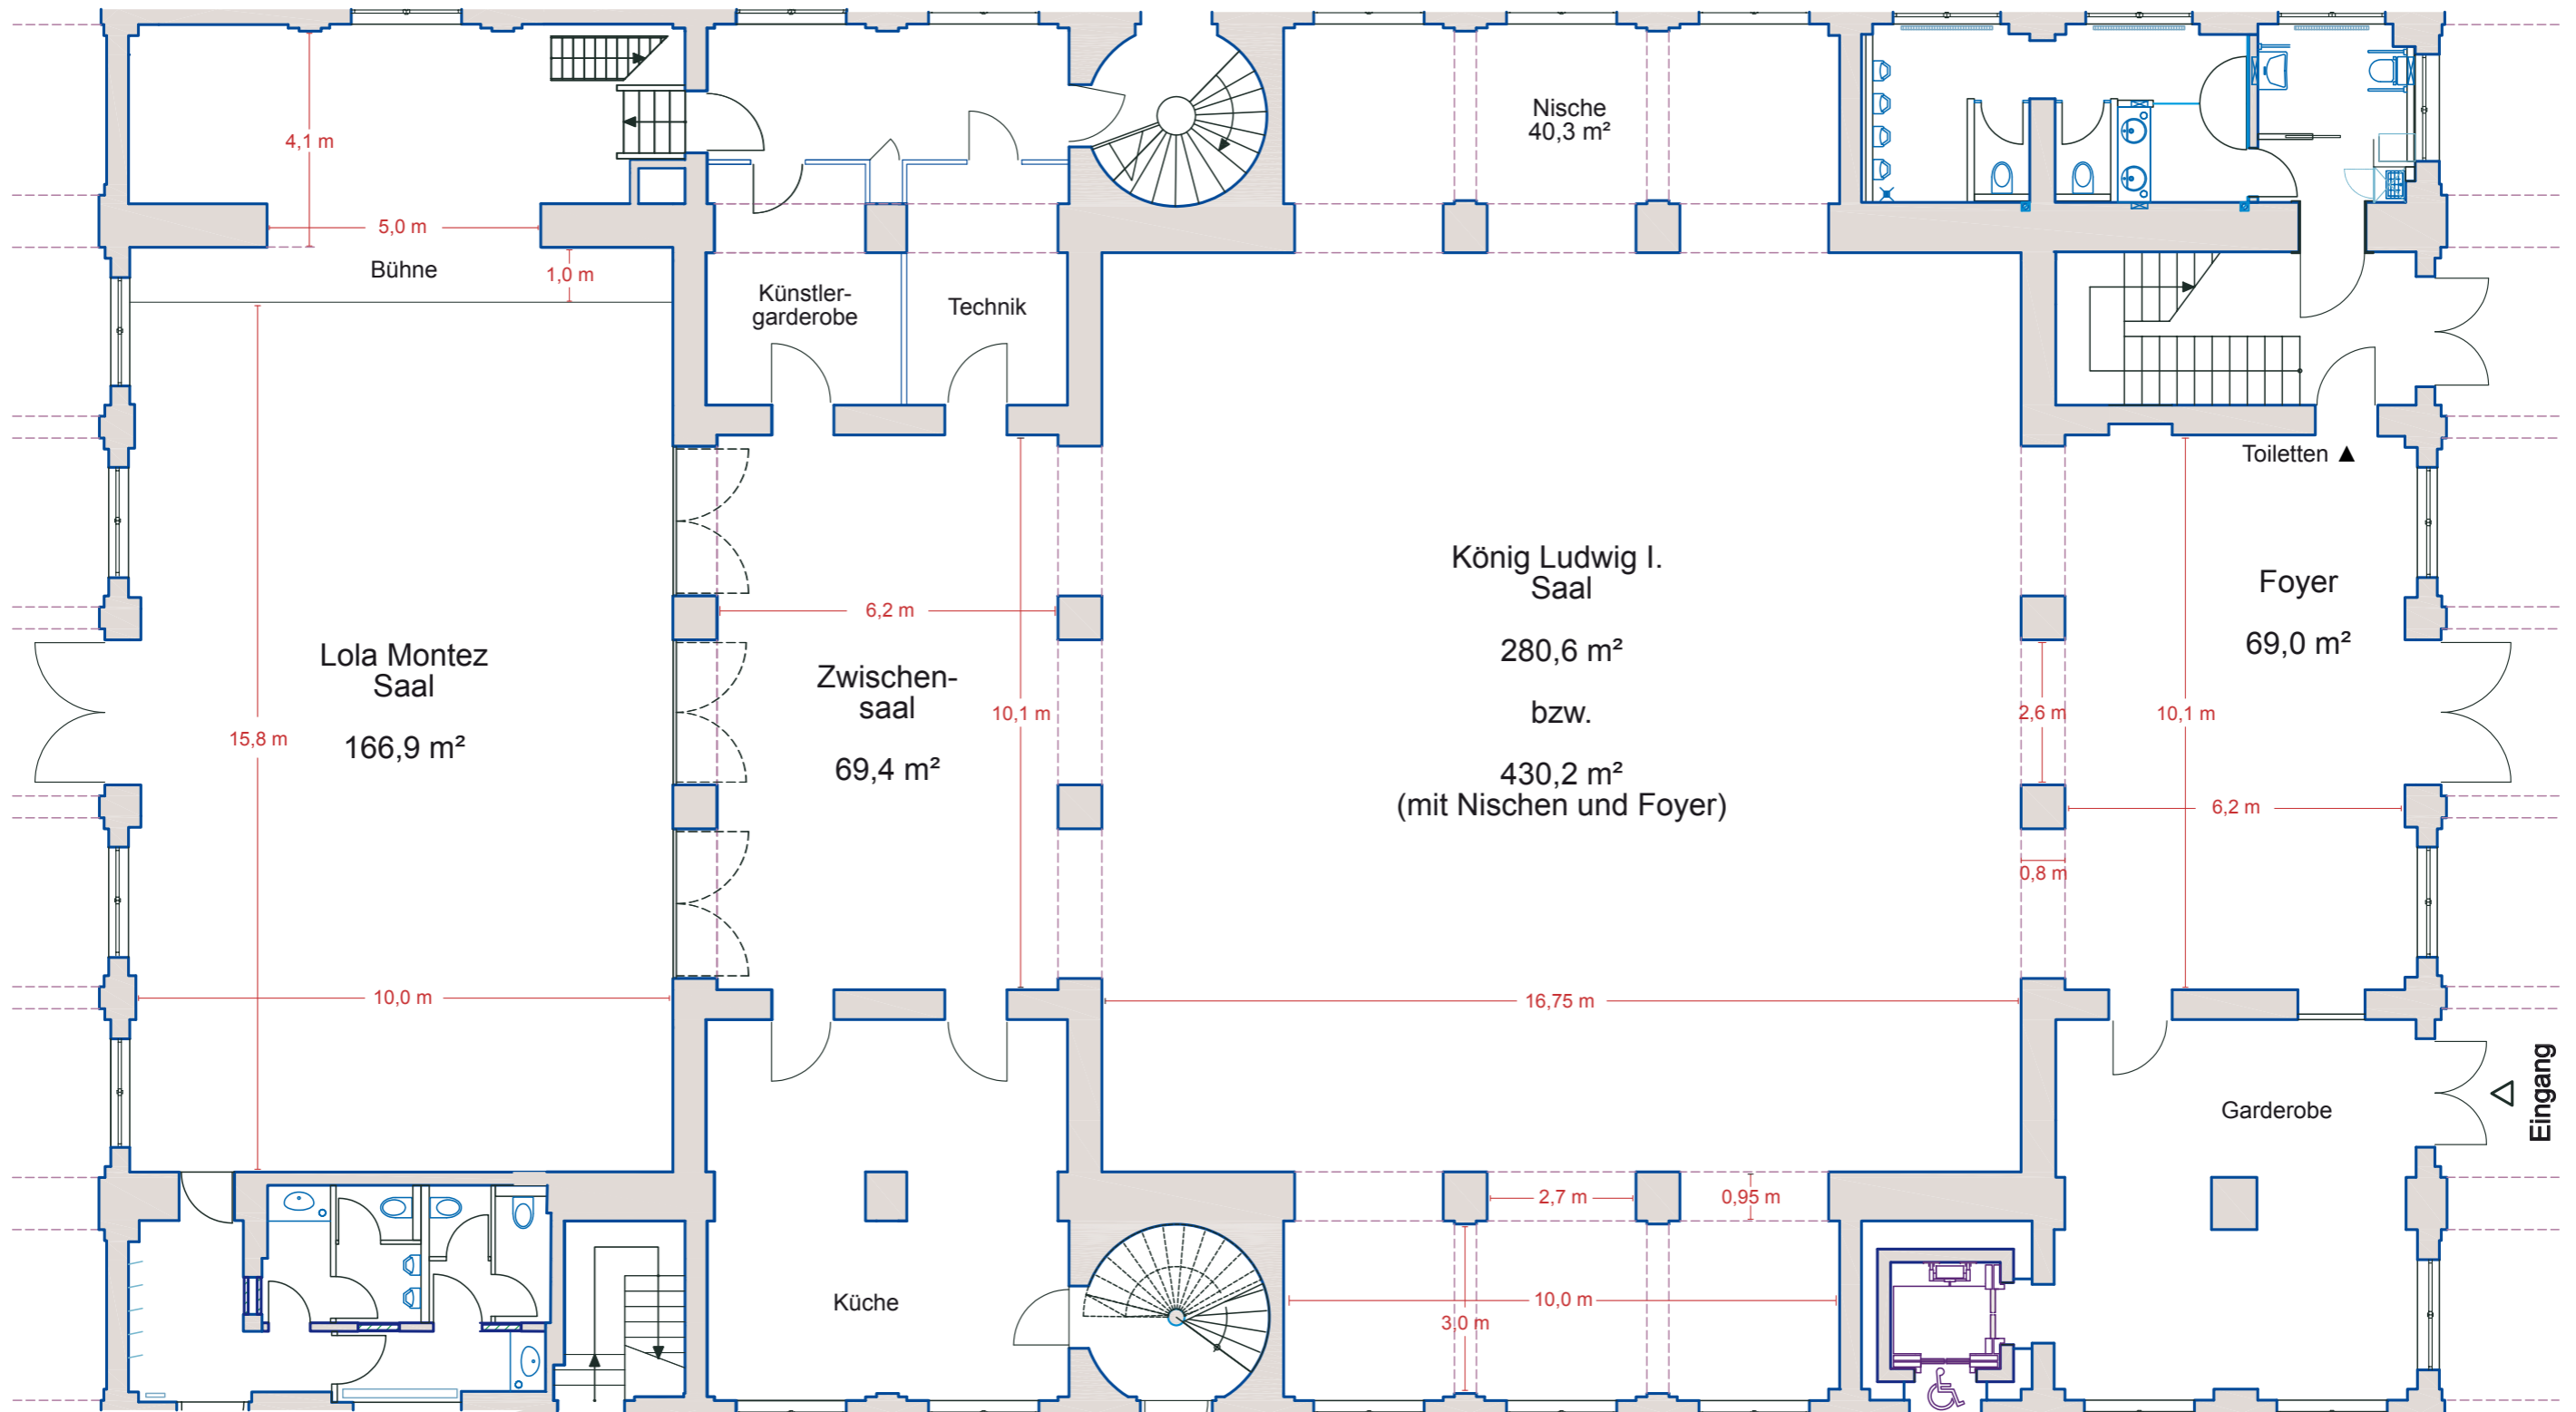 4,1 m
Nische
40,3 m²
5,0 m
Bühne
1,0 m
Künstler-
garderobe
Technik
Toiletten ▲
Lola Montez
Saal
166,9 m²
15,8 m
10,0 m
6,2 m
Zwischen-
saal
69,4 m²
10,1 m
König Ludwig I.
Saal
280,6 m²
bzw.
430,2 m²
(mit Nischen und Foyer)
16,75 m
Foyer
69,0 m²
2,6 m
10,1 m
6,2 m
0,8 m
Eingang
Garderobe
2,7 m
0,95 m
Küche
10,0 m
3,0 m